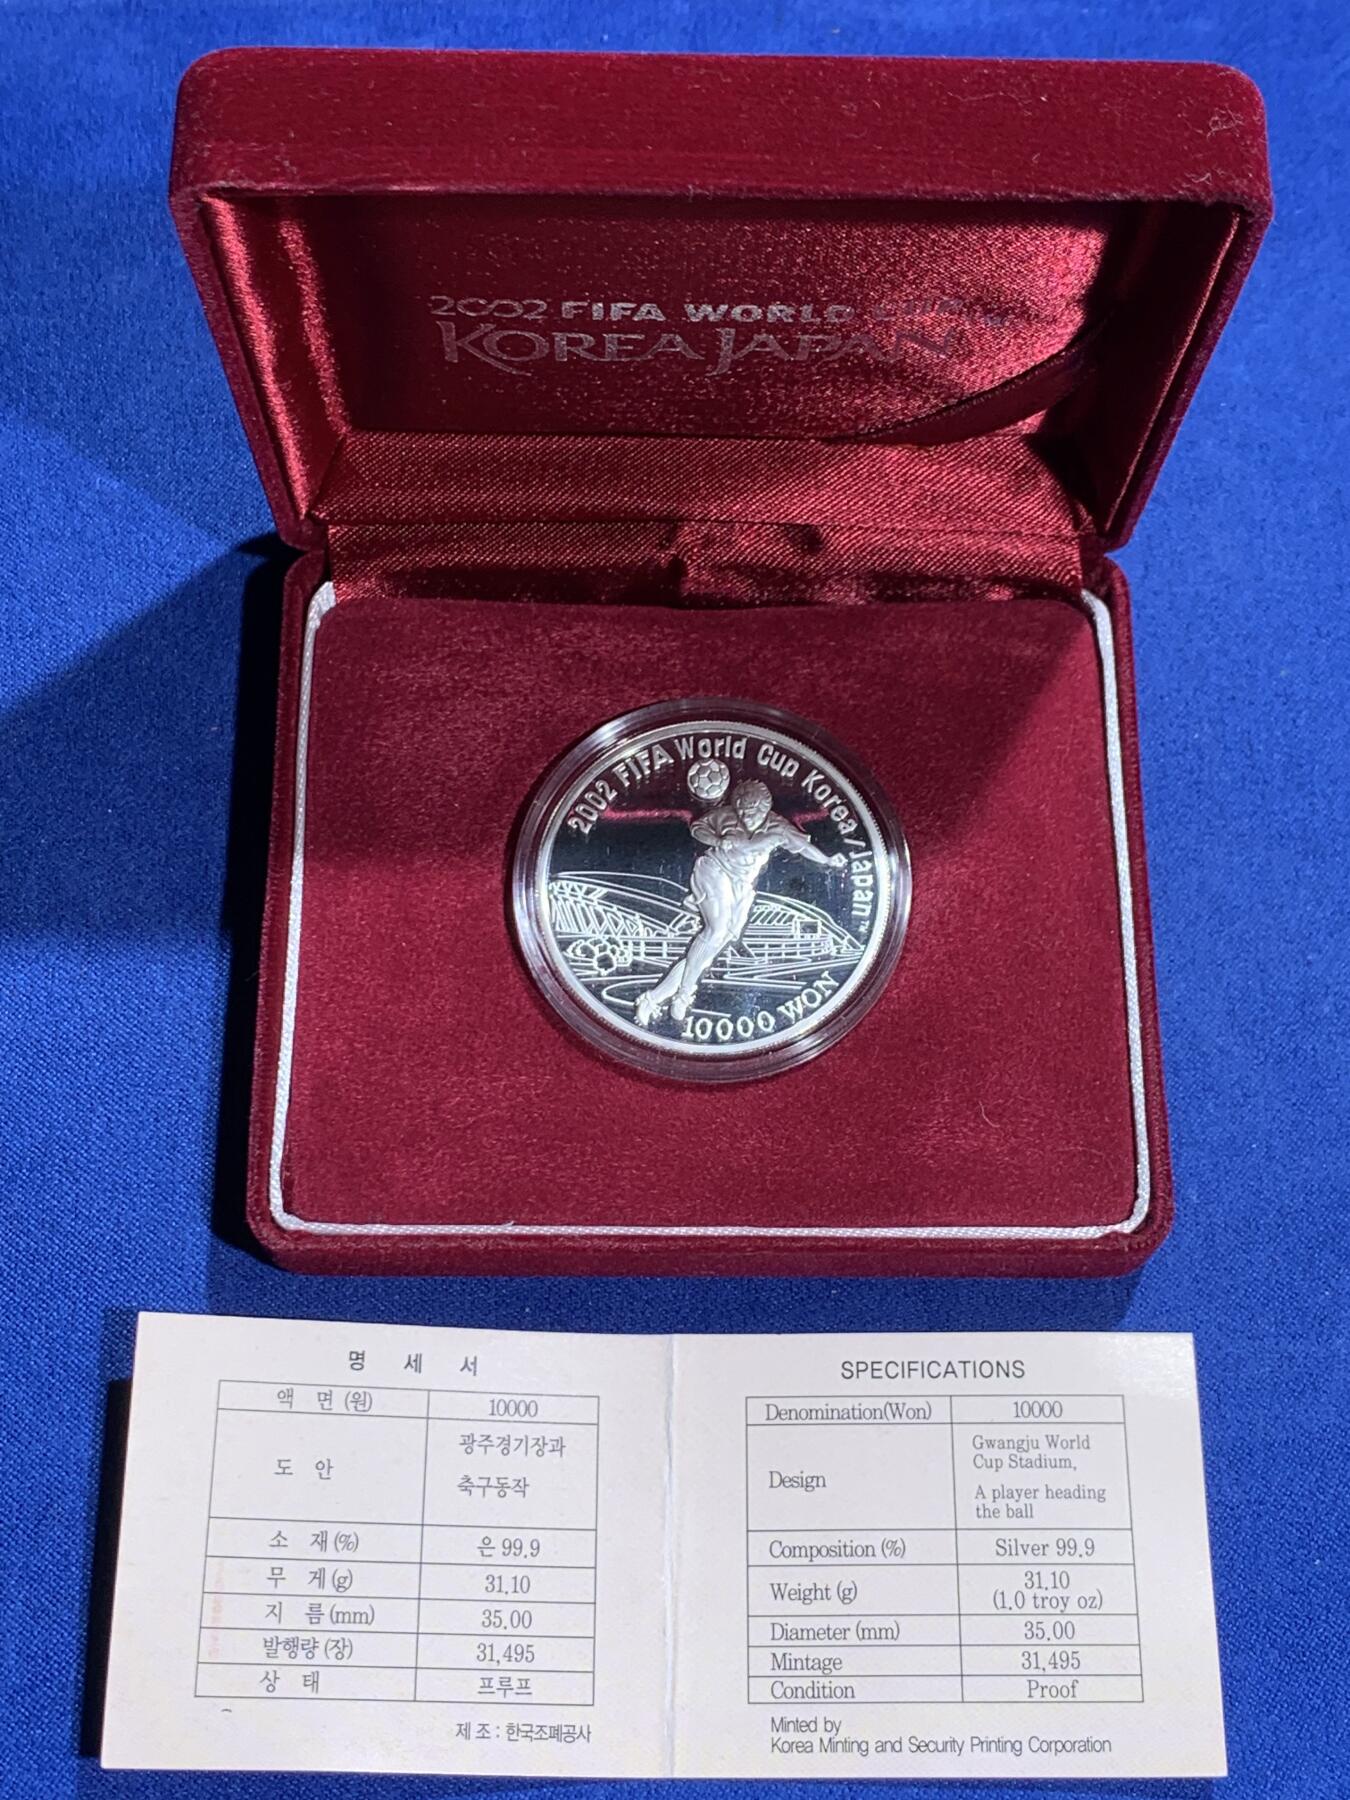 2002 FIFA WORLD CUP
KOREA JAPAN
2002 FIFA World Cup Korea/Japan™
10000 WON
명 세 서
액 면 (원) 10000
도 안 광주경기장과
축구동작
소 재 (%) 은 99.9
무 게 (g) 31.10
지 름 (mm) 35.00
발행량 (장) 31,495
상 태 프루프
제 조 : 한국조폐공사
SPECIFICATIONS
Denomination(Won) 10000
Design Gwangju World
Cup Stadium,
A player heading
the ball
Composition (%) Silver 99.9
Weight (g) 31.10
(1.0 troy oz)
Diameter (mm) 35.00
Mintage 31,495
Condition Proof
Minted by
Korea Minting and Security Printing Corporation